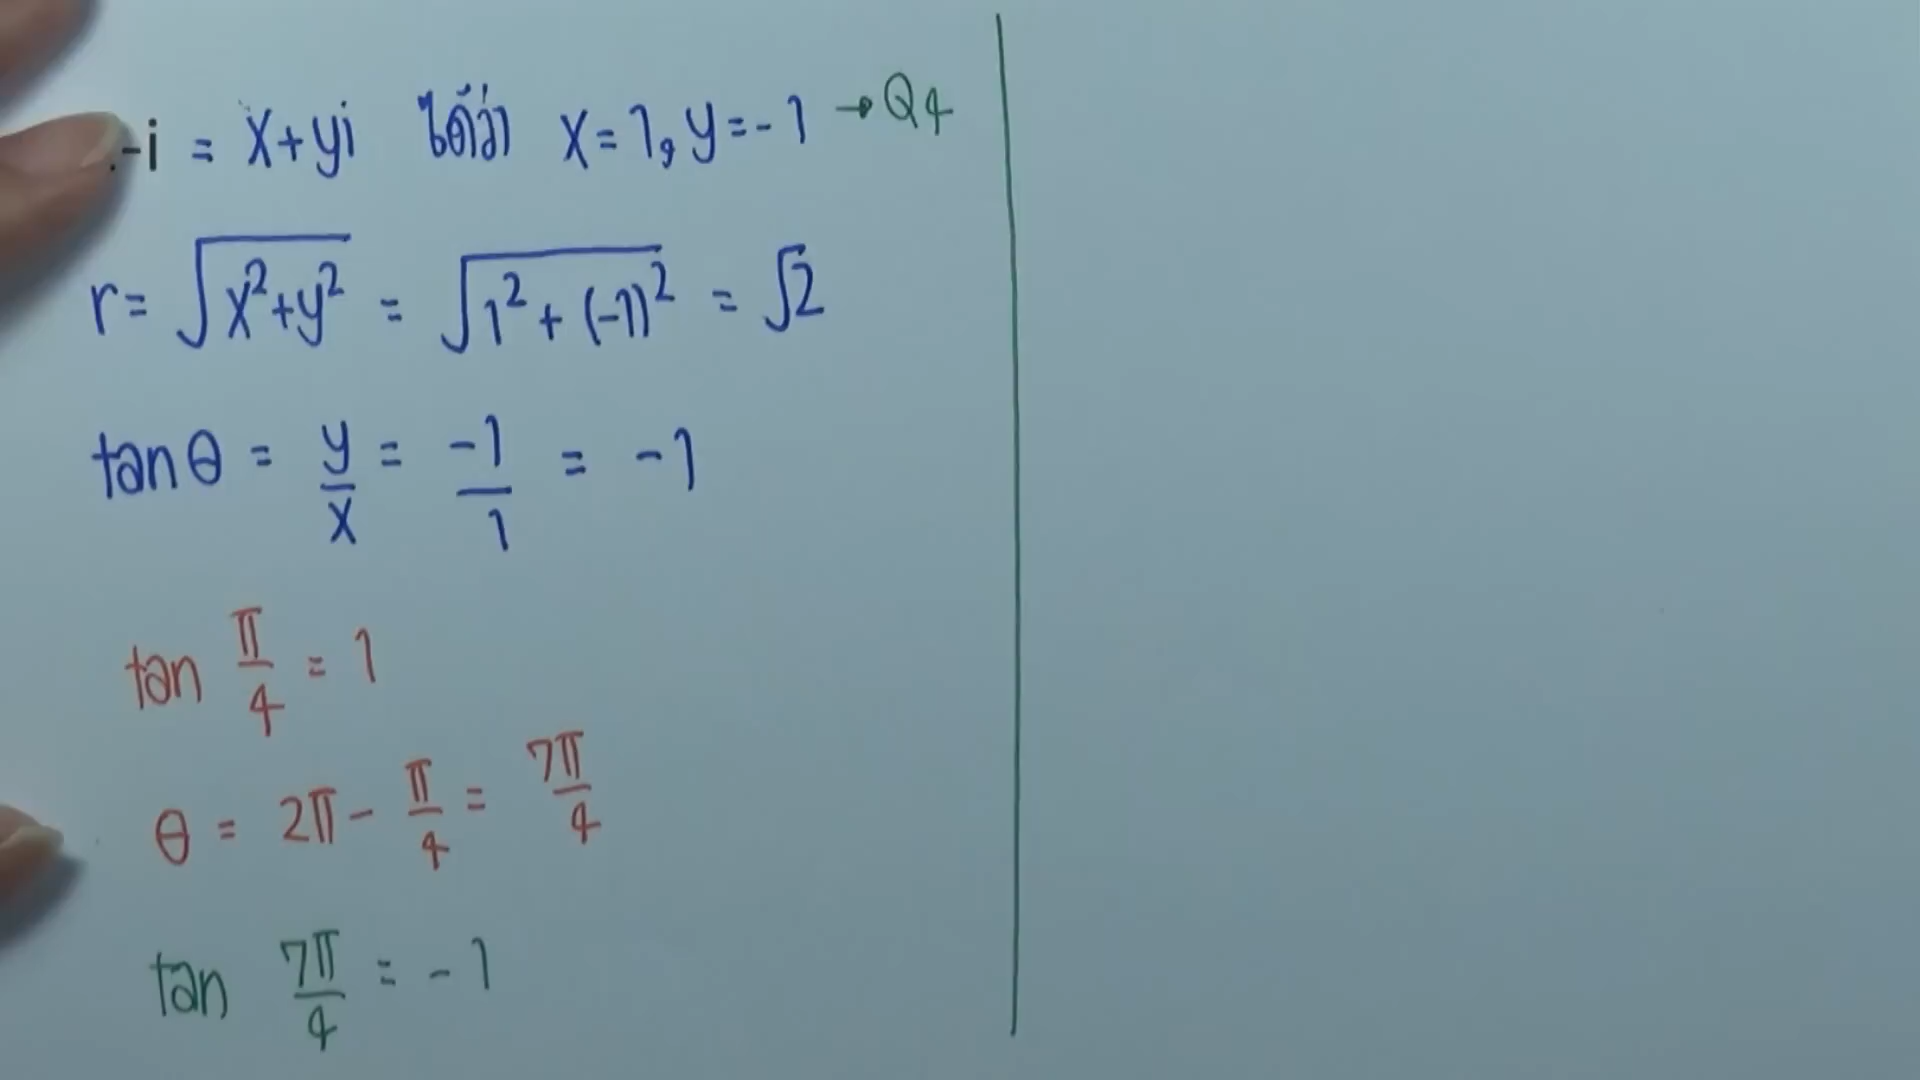 -i = x+yi ได้ว่า x=1, y=-1 → Q4
r = √(x²+y²) = √(1²+(-1)²) = √2
tanθ = y/x = -1/1 = -1
tan π/4 = 1
θ = 2π - π/4 = 7π/4
tan 7π/4 = -1